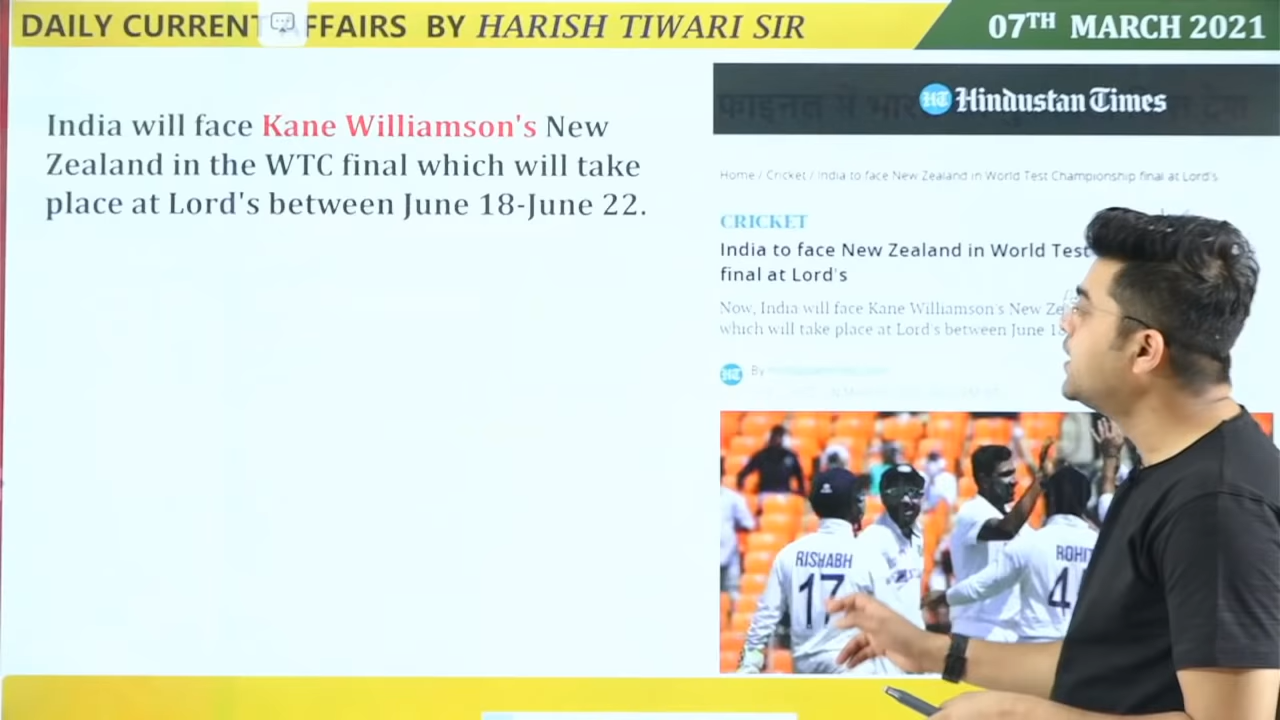 DAILY CURRENT AFFAIRS BY HARISH TIWARI SIR
07TH MARCH 2021
India will face Kane Williamson's New
Zealand in the WTC final which will take
place at Lord's between June 18-June 22.
HT Hindustan Times
Home / Cricket / India to face New Zealand in World Test Championship final at Lord's
CRICKET
India to face New Zealand in World Test
final at Lord's
Now, India will face Kane Williamson's New
which will take place at Lord's between June
HT By
RISHABH
17
ROHIT
4